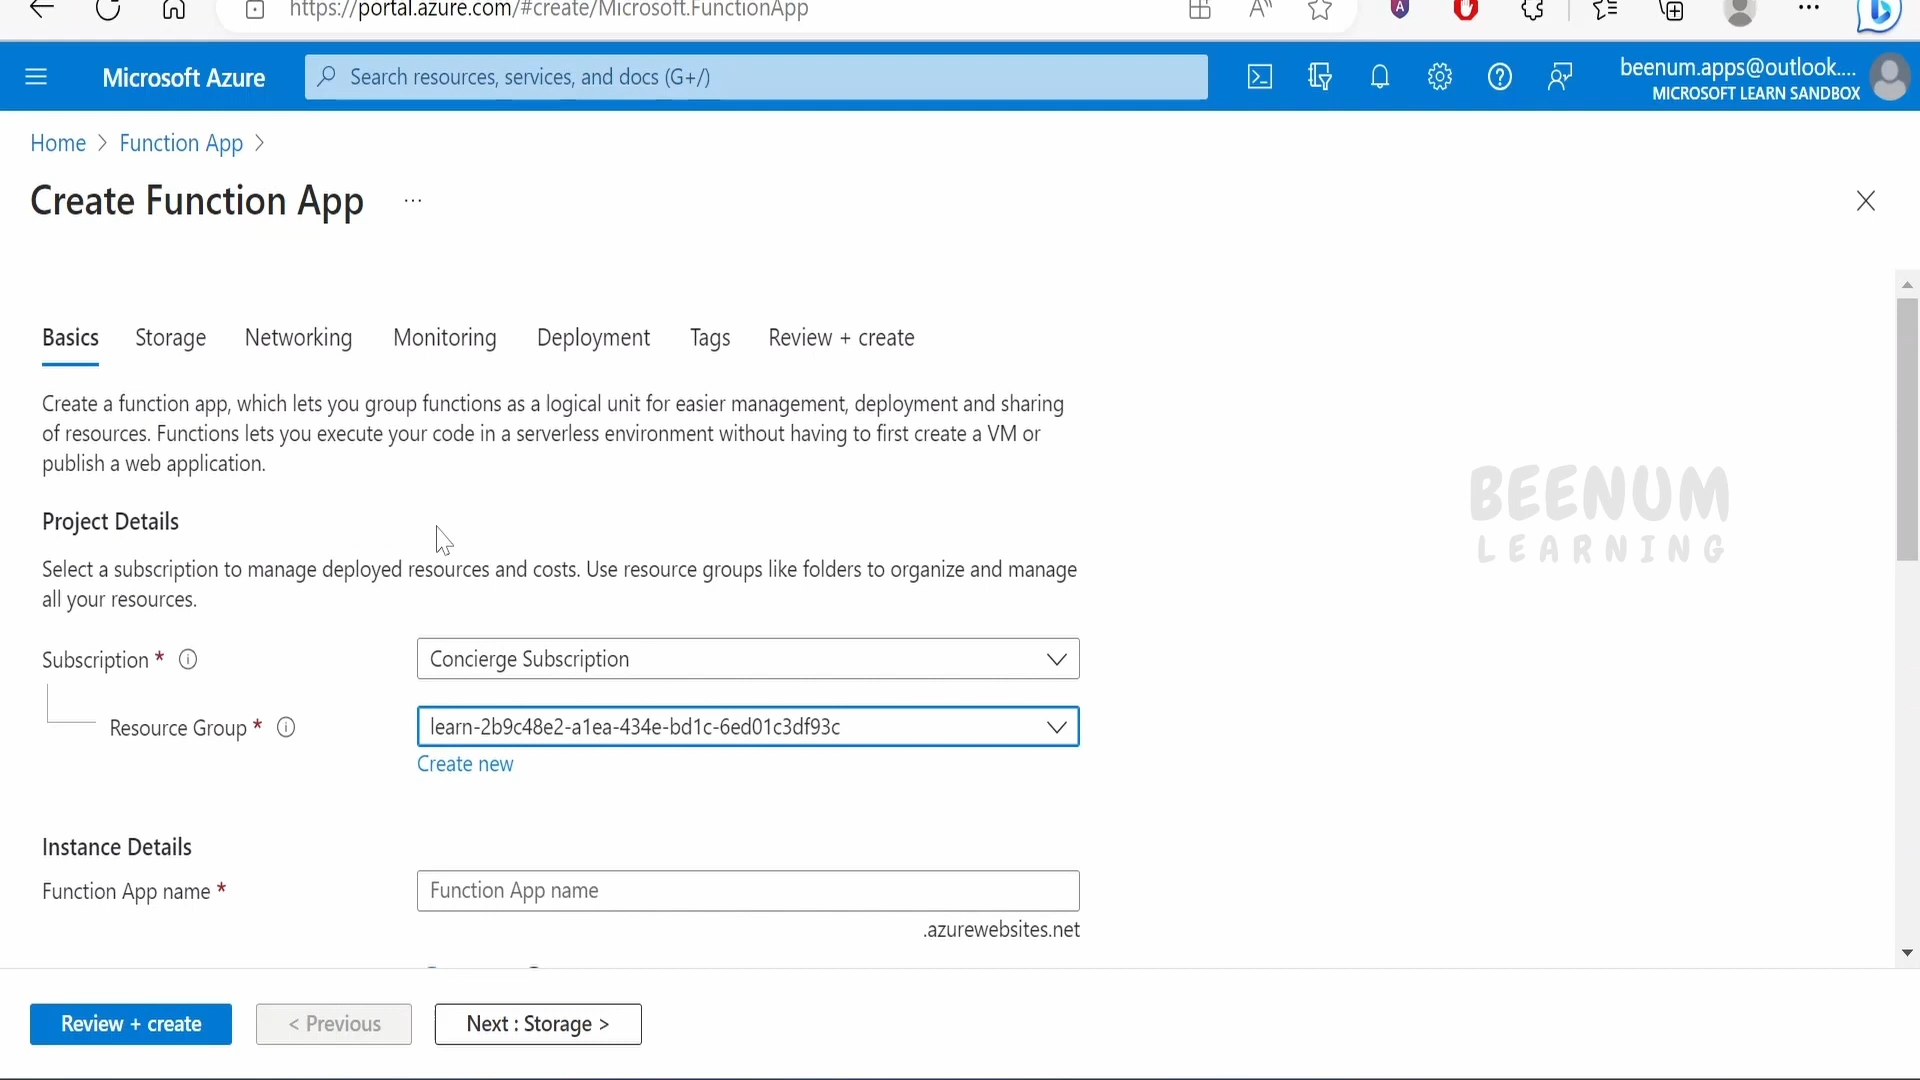 https://portal.azure.com/#create/Microsoft.FunctionApp
Microsoft Azure
Search resources, services, and docs (G+/)
beenum.apps@outlook....
MICROSOFT LEARN SANDBOX
Home > Function App >
Create Function App ...
Basics Storage Networking Monitoring Deployment Tags Review + create
Create a function app, which lets you group functions as a logical unit for easier management, deployment and sharing
of resources. Functions lets you execute your code in a serverless environment without having to first create a VM or
publish a web application.
BEENUM
LEARNING
Project Details
Select a subscription to manage deployed resources and costs. Use resource groups like folders to organize and manage
all your resources.
Subscription *
Concierge Subscription
Resource Group *
learn-2b9c48e2-a1ea-434e-bd1c-6ed01c3df93c
Create new
Instance Details
Function App name *
Function App name
.azurewebsites.net
Review + create
< Previous
Next : Storage >